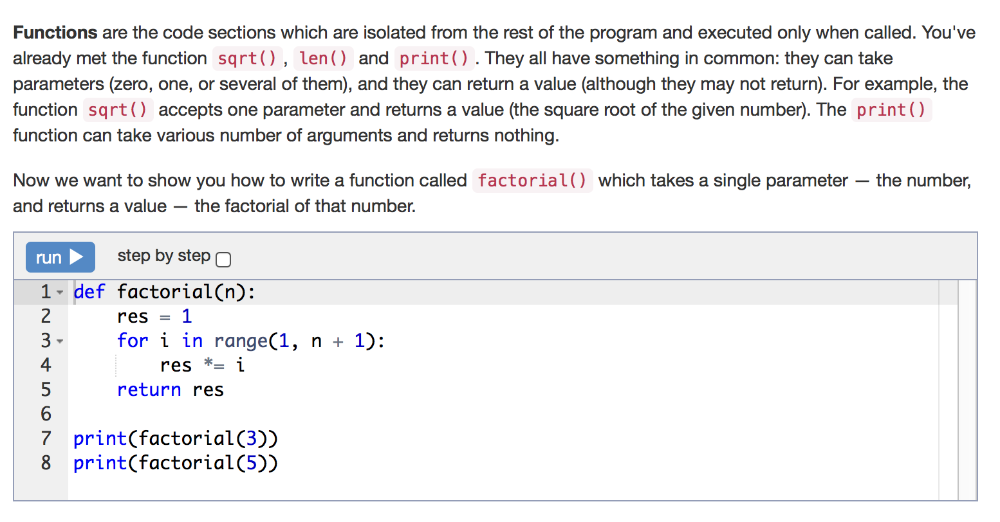 Functions are the code sections which are isolated from the rest of the program and executed only when called. You've
already met the function sqrt(), len() and print(). They all have something in common: they can take
parameters (zero, one, or several of them), and they can return a value (although they may not return). For example, the
function sqrt() accepts one parameter and returns a value (the square root of the given number). The print()
function can take various number of arguments and returns nothing.
Now we want to show you how to write a function called factorial() which takes a single parameter — the number,
and returns a value — the factorial of that number.
run step by step
1 def factorial(n):
2     res = 1
3     for i in range(1, n + 1):
4         res *= i
5     return res
6
7 print(factorial(3))
8 print(factorial(5))